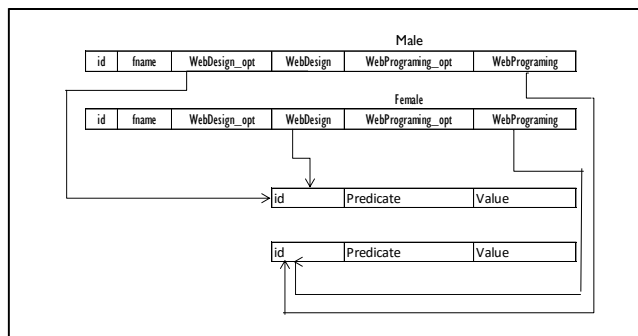 Male
id fname WebDesign_opt WebDesign WebPrograming_opt WebPrograming
Female
id fname WebDesign_opt WebDesign WebPrograming_opt WebPrograming
id Predicate Value
id Predicate Value